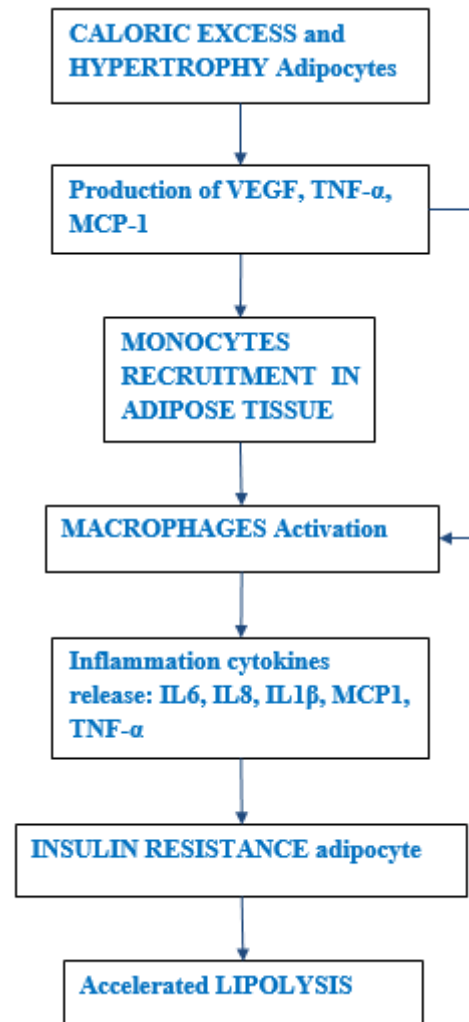 CALORIC EXCESS and
HYPERTROPHY Adipocytes
Production of VEGF, TNF-α,
MCP-1
MONOCYTES
RECRUITMENT IN
ADIPOSE TISSUE
MACROPHAGES Activation
Inflammation cytokines
release: IL6, IL8, IL1β, MCP1,
TNF-α
INSULIN RESISTANCE adipocyte
Accelerated LIPOLYSIS